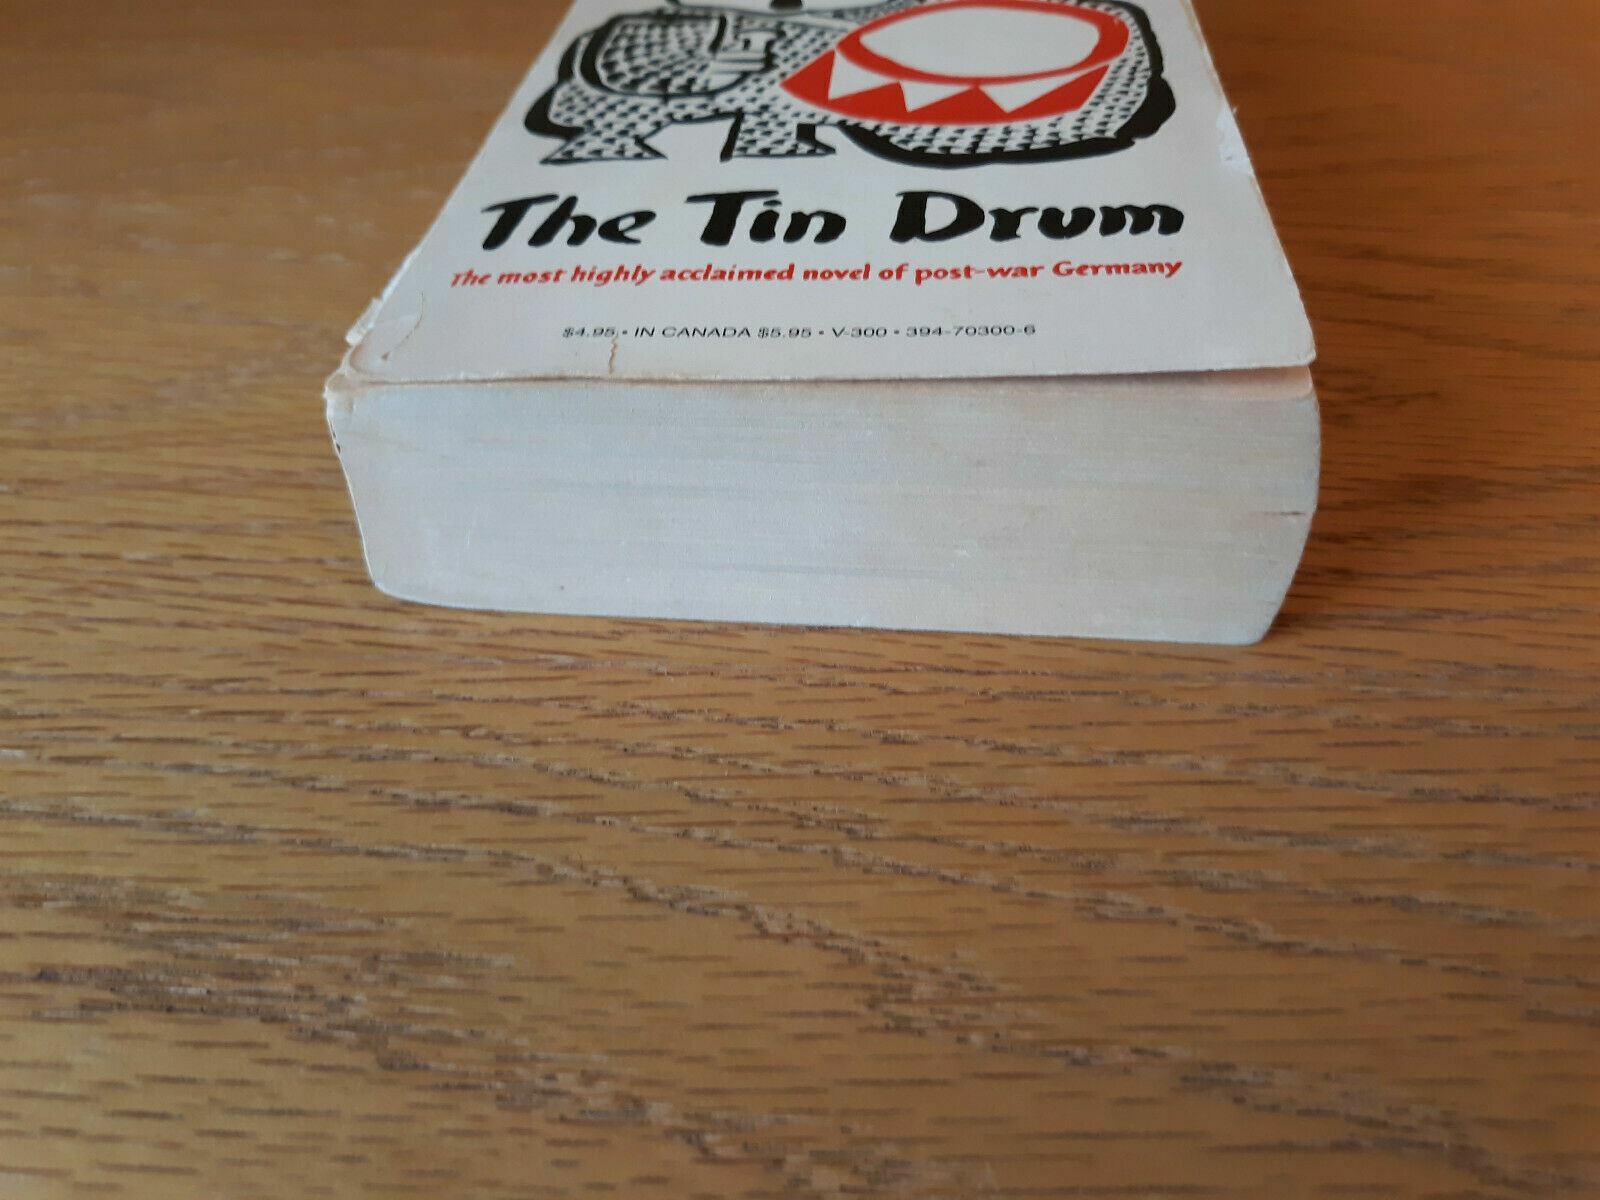 The Tin Drum
The most highly acclaimed novel of post-war Germany
$4.95 • IN CANADA $5.95 • V-300 • 394-70300-6